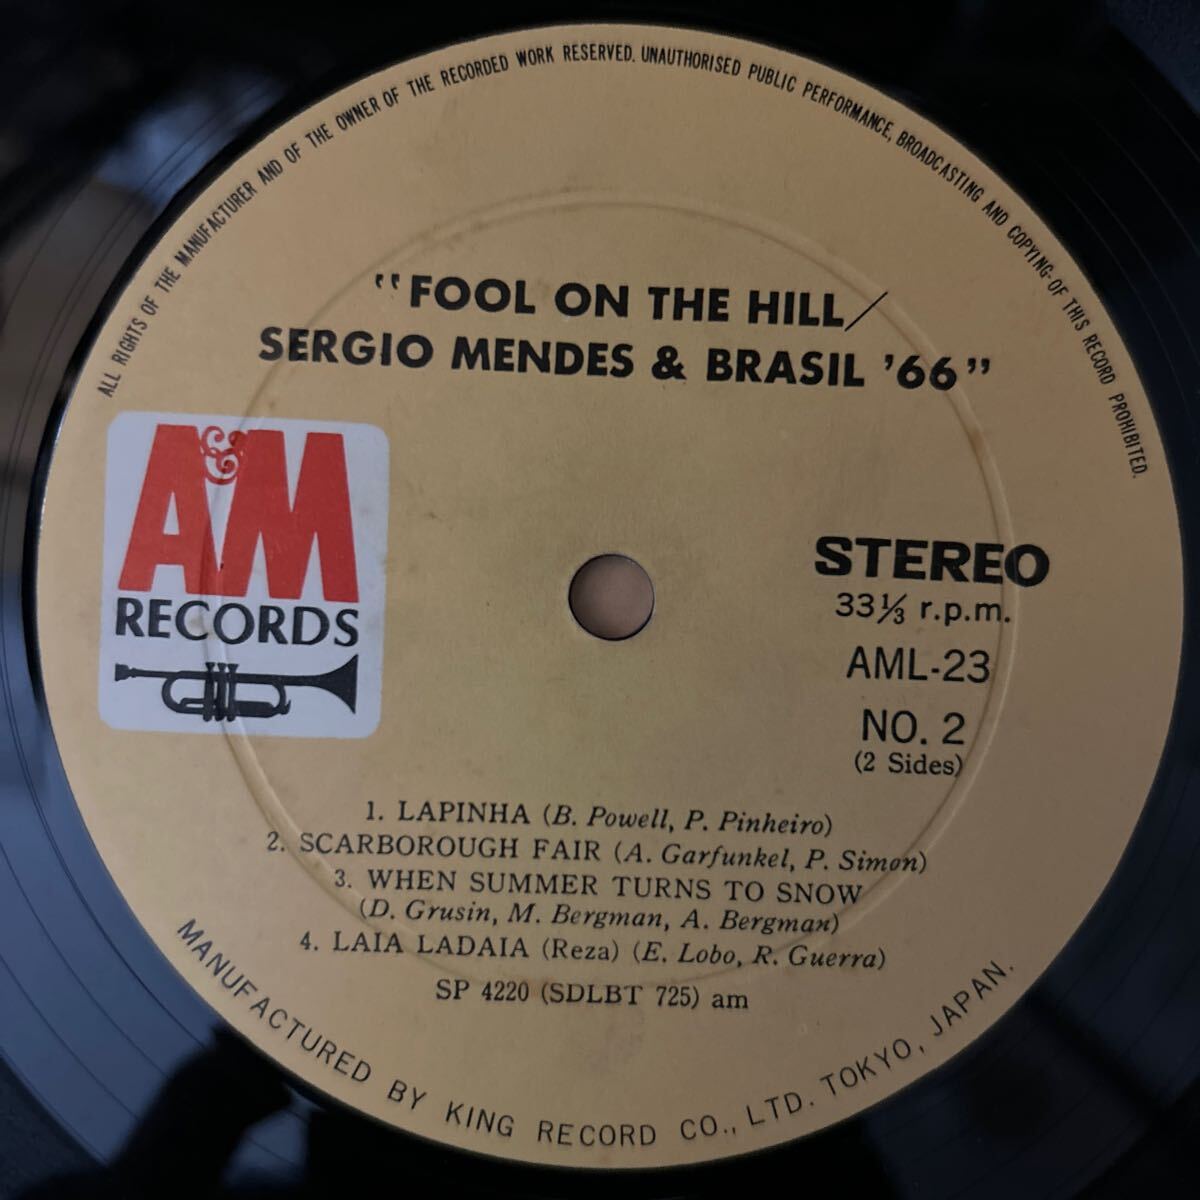 ALL RIGHTS OF THE MANUFACTURER AND OF THE OWNER OF THE RECORDED WORK RESERVED. UNAUTHORISED PUBLIC PERFORMANCE, BROADCASTING AND COPYING OF THIS RECORD PROHIBITED.
"FOOL ON THE HILL/
SERGIO MENDES & BRASIL '66"
A&M
RECORDS
STEREO
33⅓ r.p.m.
AML-23
NO. 2
(2 Sides)
1. LAPINHA (B. Powell, P. Pinheiro)
2. SCARBOROUGH FAIR (A. Garfunkel, P. Simon)
3. WHEN SUMMER TURNS TO SNOW
(D. Grusin, M. Bergman, A. Bergman)
4. LAIA LADAIA (Reza) (E. Lobo, R. Guerra)
SP 4220 (SDLBT 725) am
MANUFACTURED BY KING RECORD CO., LTD. TOKYO, JAPAN.